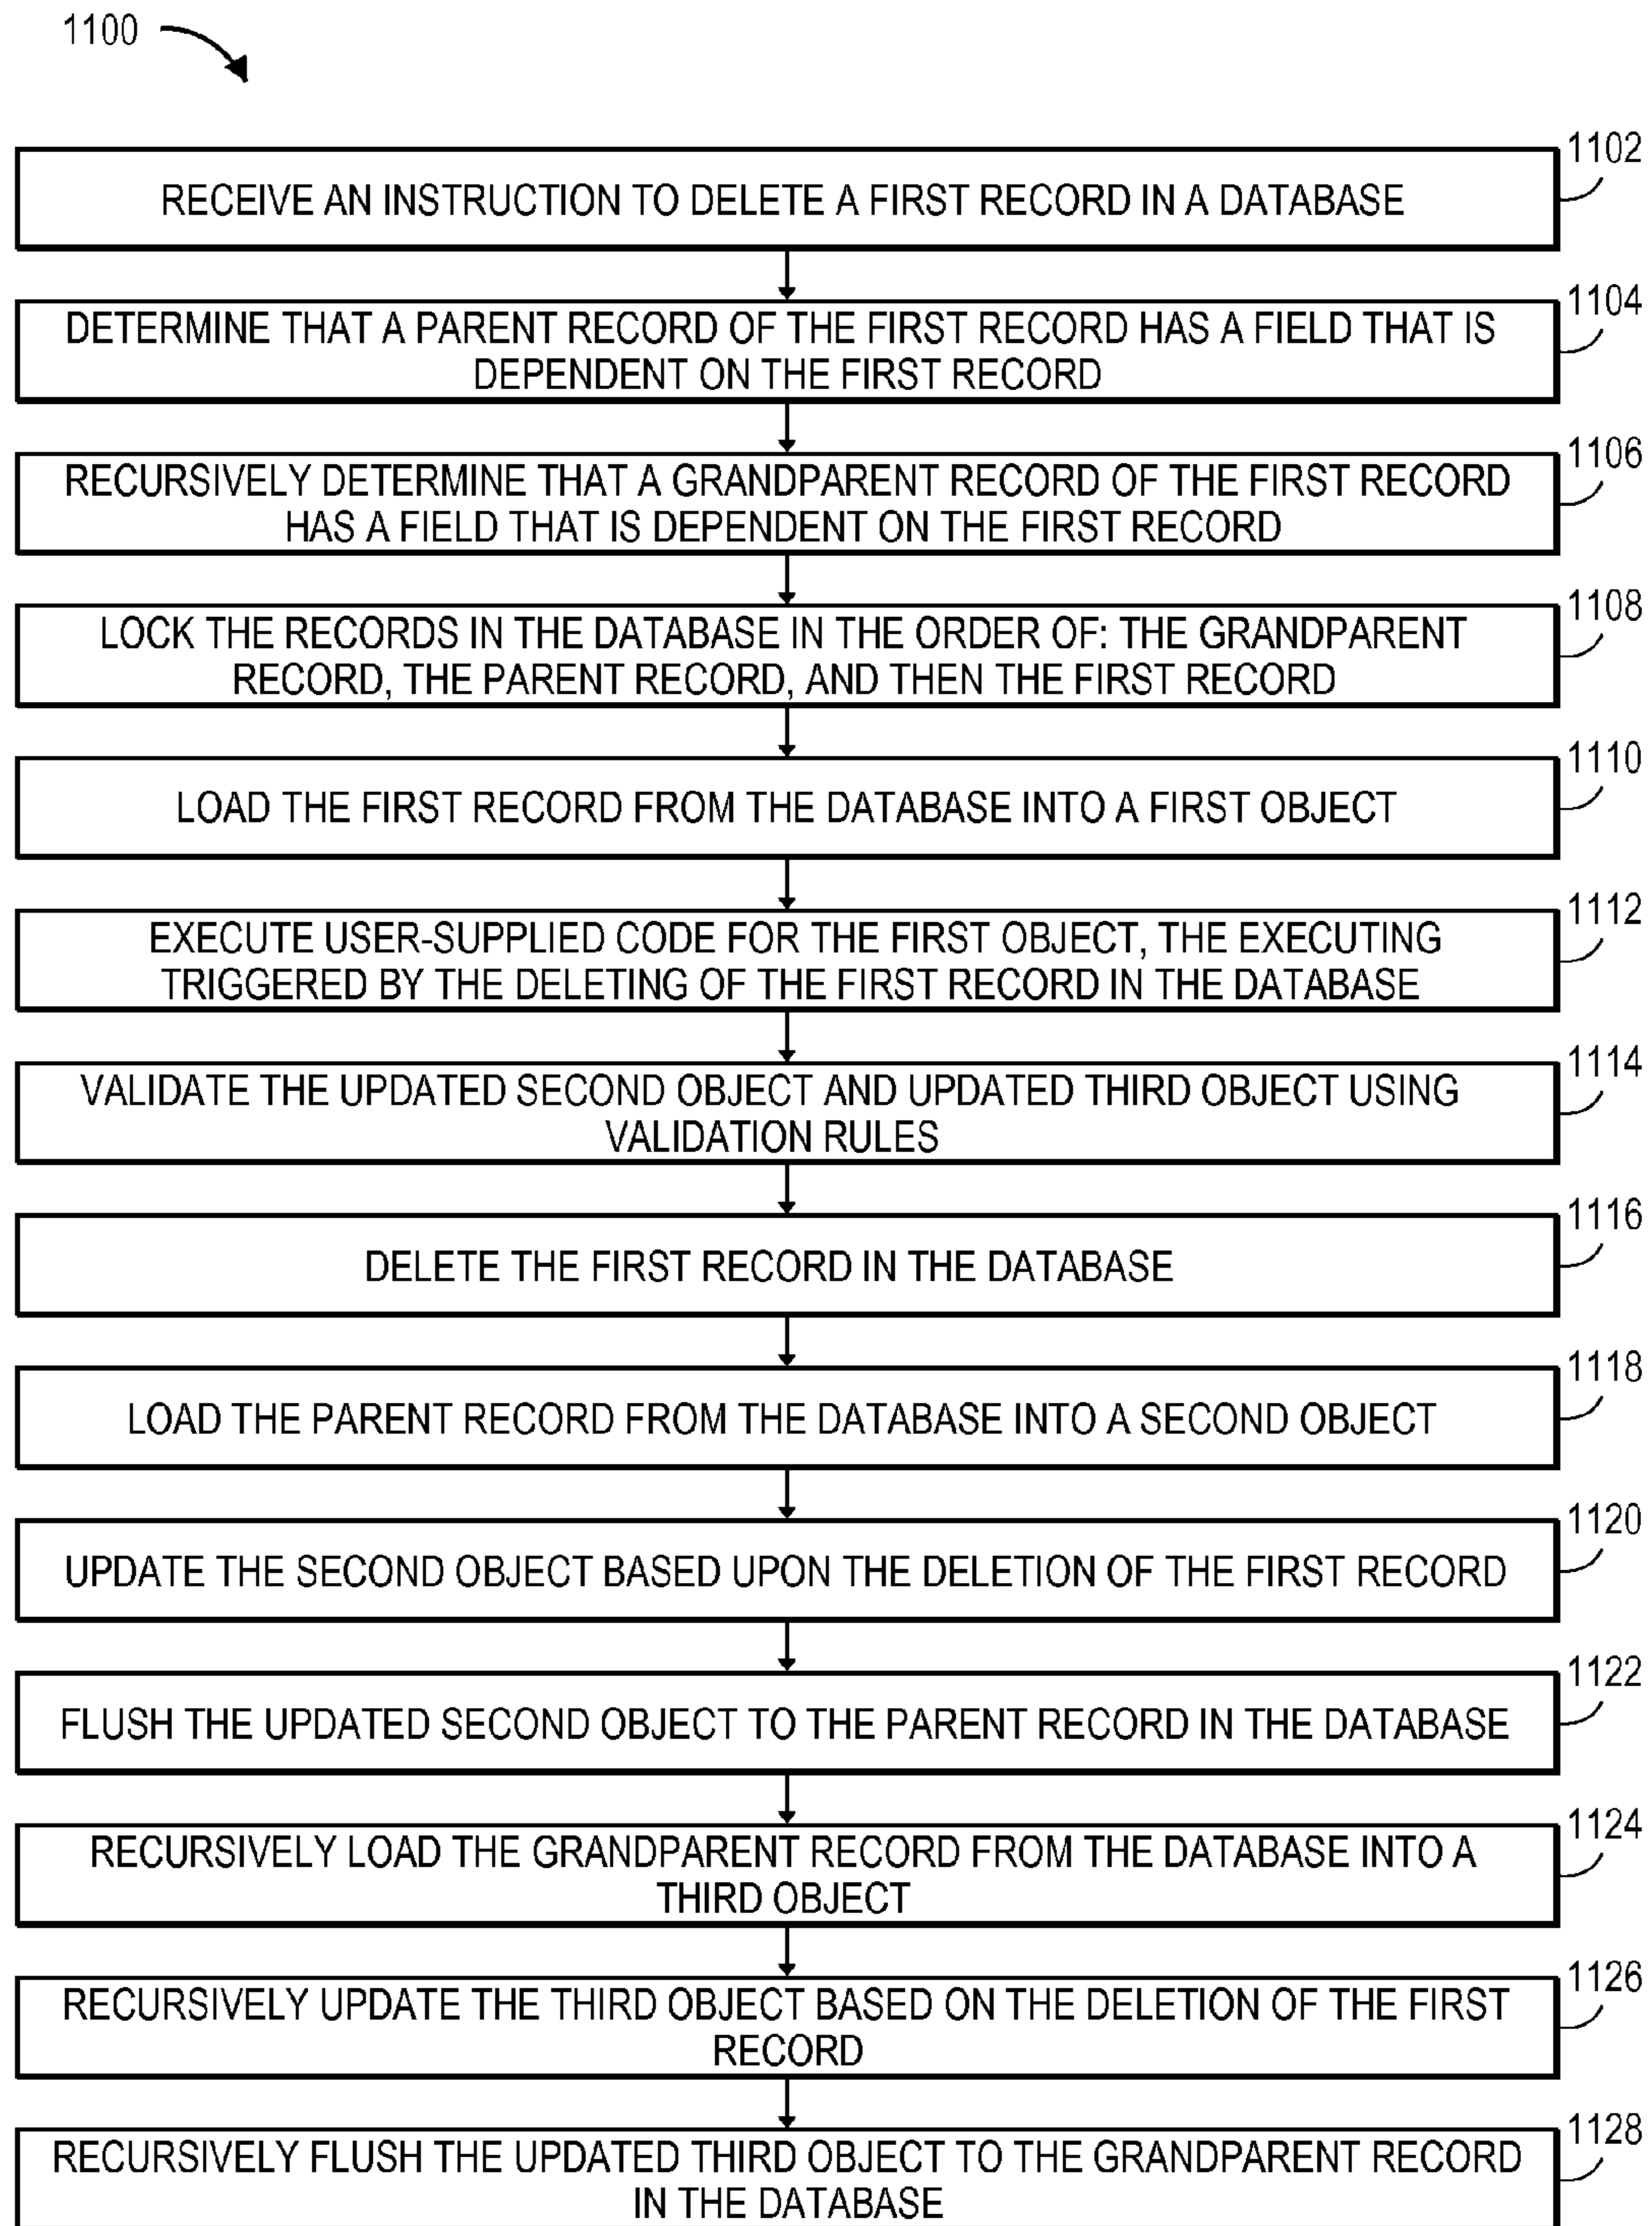 1100
1102
RECEIVE AN INSTRUCTION TO DELETE A FIRST RECORD IN A DATABASE
1104
DETERMINE THAT A PARENT RECORD OF THE FIRST RECORD HAS A FIELD THAT IS
DEPENDENT ON THE FIRST RECORD
1106
RECURSIVELY DETERMINE THAT A GRANDPARENT RECORD OF THE FIRST RECORD
HAS A FIELD THAT IS DEPENDENT ON THE FIRST RECORD
1108
LOCK THE RECORDS IN THE DATABASE IN THE ORDER OF: THE GRANDPARENT
RECORD, THE PARENT RECORD, AND THEN THE FIRST RECORD
1110
LOAD THE FIRST RECORD FROM THE DATABASE INTO A FIRST OBJECT
1112
EXECUTE USER-SUPPLIED CODE FOR THE FIRST OBJECT, THE EXECUTING
TRIGGERED BY THE DELETING OF THE FIRST RECORD IN THE DATABASE
1114
VALIDATE THE UPDATED SECOND OBJECT AND UPDATED THIRD OBJECT USING
VALIDATION RULES
1116
DELETE THE FIRST RECORD IN THE DATABASE
1118
LOAD THE PARENT RECORD FROM THE DATABASE INTO A SECOND OBJECT
1120
UPDATE THE SECOND OBJECT BASED UPON THE DELETION OF THE FIRST RECORD
1122
FLUSH THE UPDATED SECOND OBJECT TO THE PARENT RECORD IN THE DATABASE
1124
RECURSIVELY LOAD THE GRANDPARENT RECORD FROM THE DATABASE INTO A
THIRD OBJECT
1126
RECURSIVELY UPDATE THE THIRD OBJECT BASED ON THE DELETION OF THE FIRST
RECORD
1128
RECURSIVELY FLUSH THE UPDATED THIRD OBJECT TO THE GRANDPARENT RECORD
IN THE DATABASE